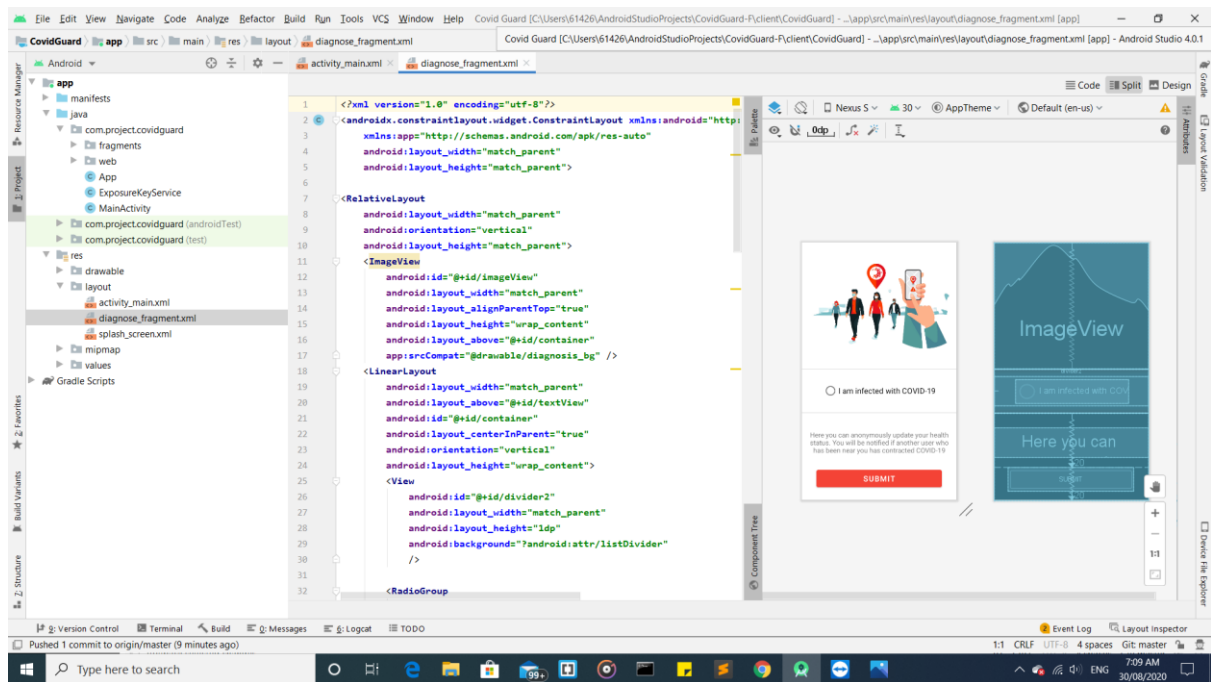 File Edit View Navigate Code Analyze Refactor Build Run Tools VCS Window Help Covid Guard [C:\Users\61426\AndroidStudioProjects\CovidGuard-F\client\CovidGuard] - ...\app\src\main\res\layout\diagnose_fragment.xml [app]
CovidGuard app src main res layout diagnose_fragment.xml
Covid Guard [C:\Users\61426\AndroidStudioProjects\CovidGuard-F\client\CovidGuard] - ...\app\src\main\res\layout\diagnose_fragment.xml [app] - Android Studio 4.0.1
Android
activity_main.xml diagnose_fragment.xml
Code Split Design
Resource Manager
1: Project
2: Favorites
Build Variants
Z: Structure
app
manifests
java
com.project.covidguard
fragments
web
App
ExposureKeyService
MainActivity
com.project.covidguard (androidTest)
com.project.covidguard (test)
res
drawable
layout
activity_main.xml
diagnose_fragment.xml
splash_screen.xml
mipmap
values
Gradle Scripts
1 <?xml version="1.0" encoding="utf-8"?>
2 <androidx.constraintlayout.widget.ConstraintLayout xmlns:android="http:
3 xmlns:app="http://schemas.android.com/apk/res-auto"
4 android:layout_width="match_parent"
5 android:layout_height="match_parent">
6
7 <RelativeLayout
8 android:layout_width="match_parent"
9 android:orientation="vertical"
10 android:layout_height="match_parent">
11 <ImageView
12 android:id="@+id/imageView"
13 android:layout_width="match_parent"
14 android:layout_alignParentTop="true"
15 android:layout_height="wrap_content"
16 android:layout_above="@+id/container"
17 app:srcCompat="@drawable/diagnosis_bg" />
18 <LinearLayout
19 android:layout_width="match_parent"
20 android:layout_above="@+id/textView"
21 android:id="@+id/container"
22 android:layout_centerInParent="true"
23 android:orientation="vertical"
24 android:layout_height="wrap_content">
25 <View
26 android:id="@+id/divider2"
27 android:layout_width="match_parent"
28 android:layout_height="1dp"
29 android:background="?android:attr/listDivider"
30 />
31
32 <RadioGroup
Palette
Component Tree
Nexus S 30 AppTheme Default (en-us)
0dp
I am infected with COVID-19
Here you can anonymously update your health
status. You will be notified if another user who
has been near you has contracted COVID-19
SUBMIT
ImageView
I am infected with COV
Here you can
20
SUBMIT
20
1:1
Attributes
Gradle
Layout Validation
Device File Explorer
9: Version Control Terminal Build 0: Messages 6: Logcat TODO
2 Event Log Layout Inspector
Pushed 1 commit to origin/master (9 minutes ago)
1:1 CRLF UTF-8 4 spaces Git: master
Type here to search
99+
ENG
7:09 AM
30/08/2020